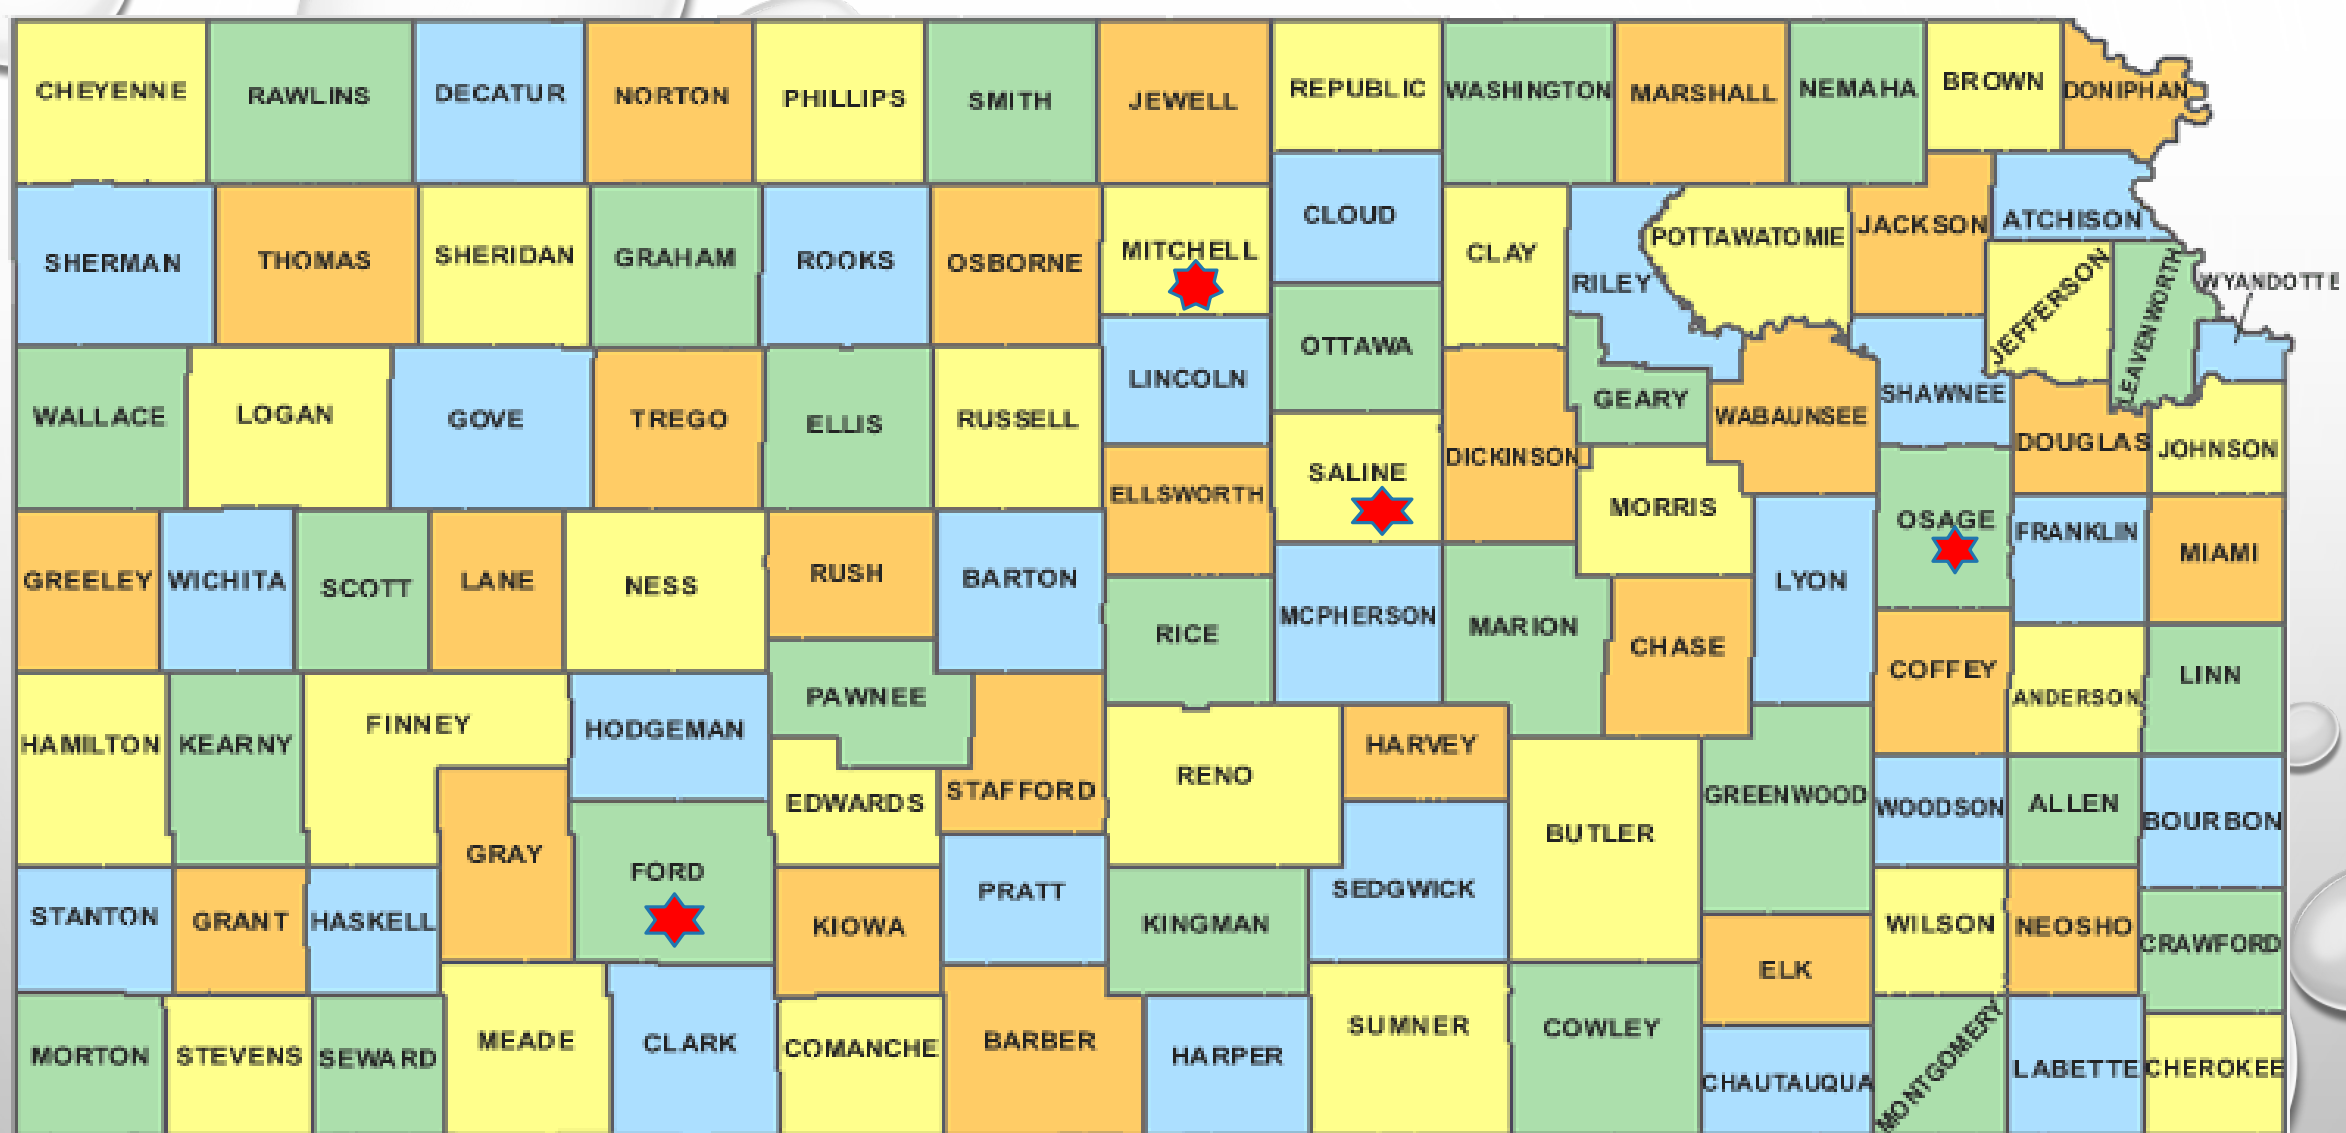 CHEYENNE
RAWLINS
DECATUR
NORTON
PHILLIPS
SMITH
JEWELL
REPUBLIC
WASHINGTON
MARSHALL
NEMAHA
BROWN
DONIPHAN
SHERMAN
THOMAS
SHERIDAN
GRAHAM
ROOKS
OSBORNE
MITCHELL
CLOUD
CLAY
RILEY
POTTAWATOMIE
JACKSON
ATCHISON
JEFFERSON
LEAVENWORTH
WYANDOTTE
WALLACE
LOGAN
GOVE
TREGO
ELLIS
RUSSELL
LINCOLN
OTTAWA
GEARY
WABAUNSEE
SHAWNEE
DOUGLAS
JOHNSON
ELLSWORTH
SALINE
DICKINSON
MORRIS
OSAGE
FRANKLIN
MIAMI
GREELEY
WICHITA
SCOTT
LANE
NESS
RUSH
BARTON
RICE
MCPHERSON
MARION
CHASE
LYON
COFFEY
ANDERSON
LINN
HAMILTON
KEARNY
FINNEY
HODGEMAN
PAWNEE
STAFFORD
RENO
HARVEY
BUTLER
GREENWOOD
WOODSON
ALLEN
BOURBON
GRAY
FORD
EDWARDS
PRATT
KINGMAN
SEDGWICK
STANTON
GRANT
HASKELL
KIOWA
ELK
WILSON
NEOSHO
CRAWFORD
MORTON
STEVENS
SEWARD
MEADE
CLARK
COMANCHE
BARBER
HARPER
SUMNER
COWLEY
CHAUTAUQUA
MONTGOMERY
LABETTE
CHEROKEE